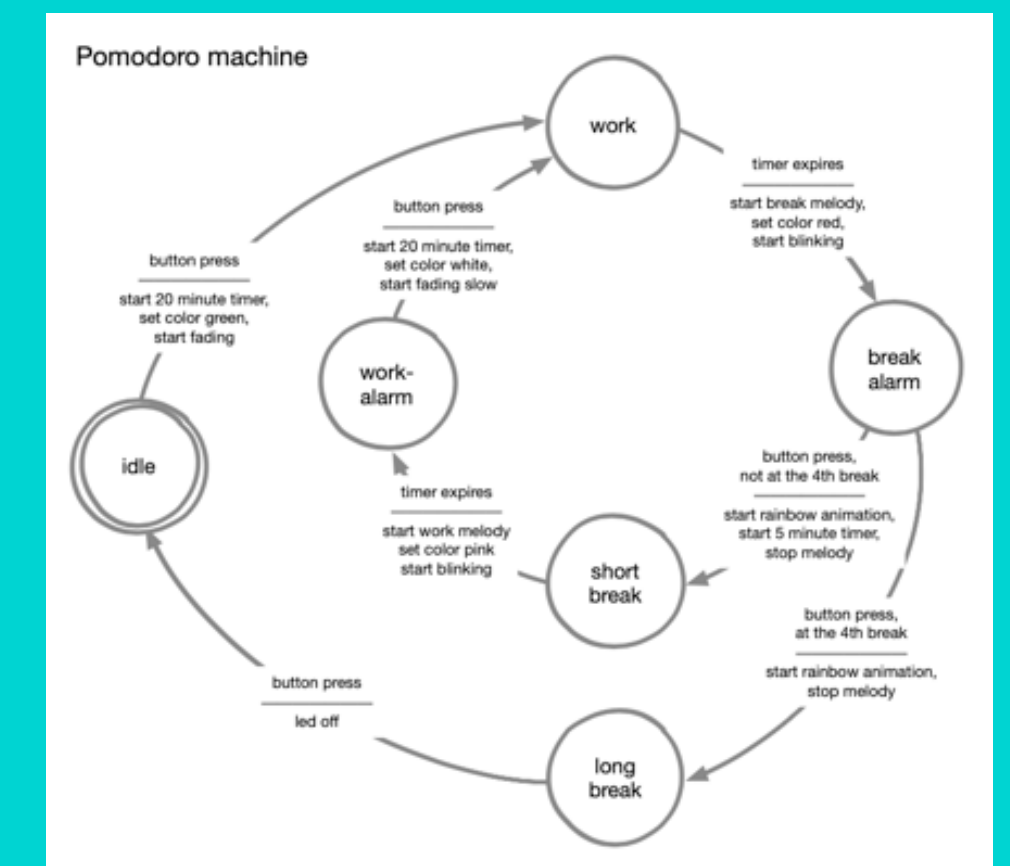 Pomodoro machine
work
timer expires
start break melody,
set color red,
start blinking
button press
start 20 minute timer,
set color white,
start fading slow
button press
start 20 minute timer,
set color green,
start fading
work-
alarm
break
alarm
idle
button press,
not at the 4th break
start rainbow animation,
start 5 minute timer,
stop melody
timer expires
start work melody
set color pink
start blinking
short
break
button press,
at the 4th break
start rainbow animation,
stop melody
button press
led off
long
break